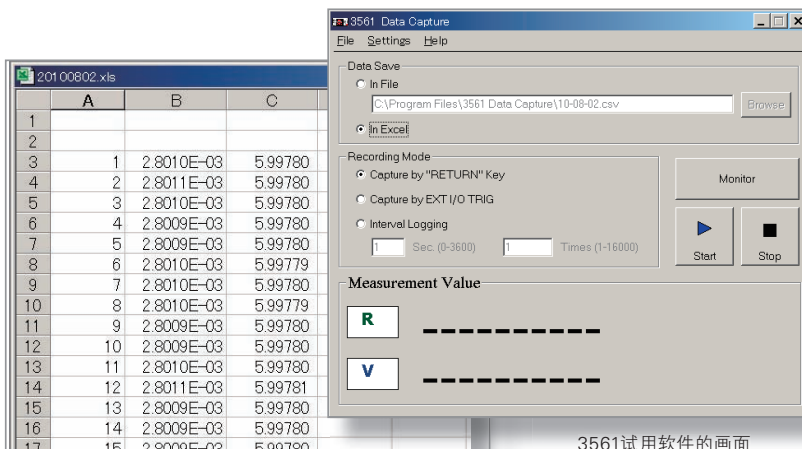 3561 Data Capture
File Settings Help
Data Save
In File
C:\Program Files\3561 Data Capture\10-08-02.csv
Browse
In Excel
Recording Mode
Capture by "RETURN" Key
Capture by EXT I/O TRIG
Interval Logging
1 Sec. (0-3600) 1 Times (1-16000)
Monitor
Start Stop
Measurement Value
R ----------
V ----------
20100802.xls
A B C
1
2
3 1 2.8010E-03 5.99780
4 2 2.8011E-03 5.99780
5 3 2.8010E-03 5.99780
6 4 2.8009E-03 5.99780
7 5 2.8009E-03 5.99780
8 6 2.8010E-03 5.99779
9 7 2.8010E-03 5.99780
10 8 2.8010E-03 5.99779
11 9 2.8009E-03 5.99780
12 10 2.8009E-03 5.99780
13 11 2.8010E-03 5.99780
14 12 2.8011E-03 5.99781
15 13 2.8009E-03 5.99780
16 14 2.8009E-03 5.99780
17 15 2.8009E-03 5.99780
3561试用软件的画面